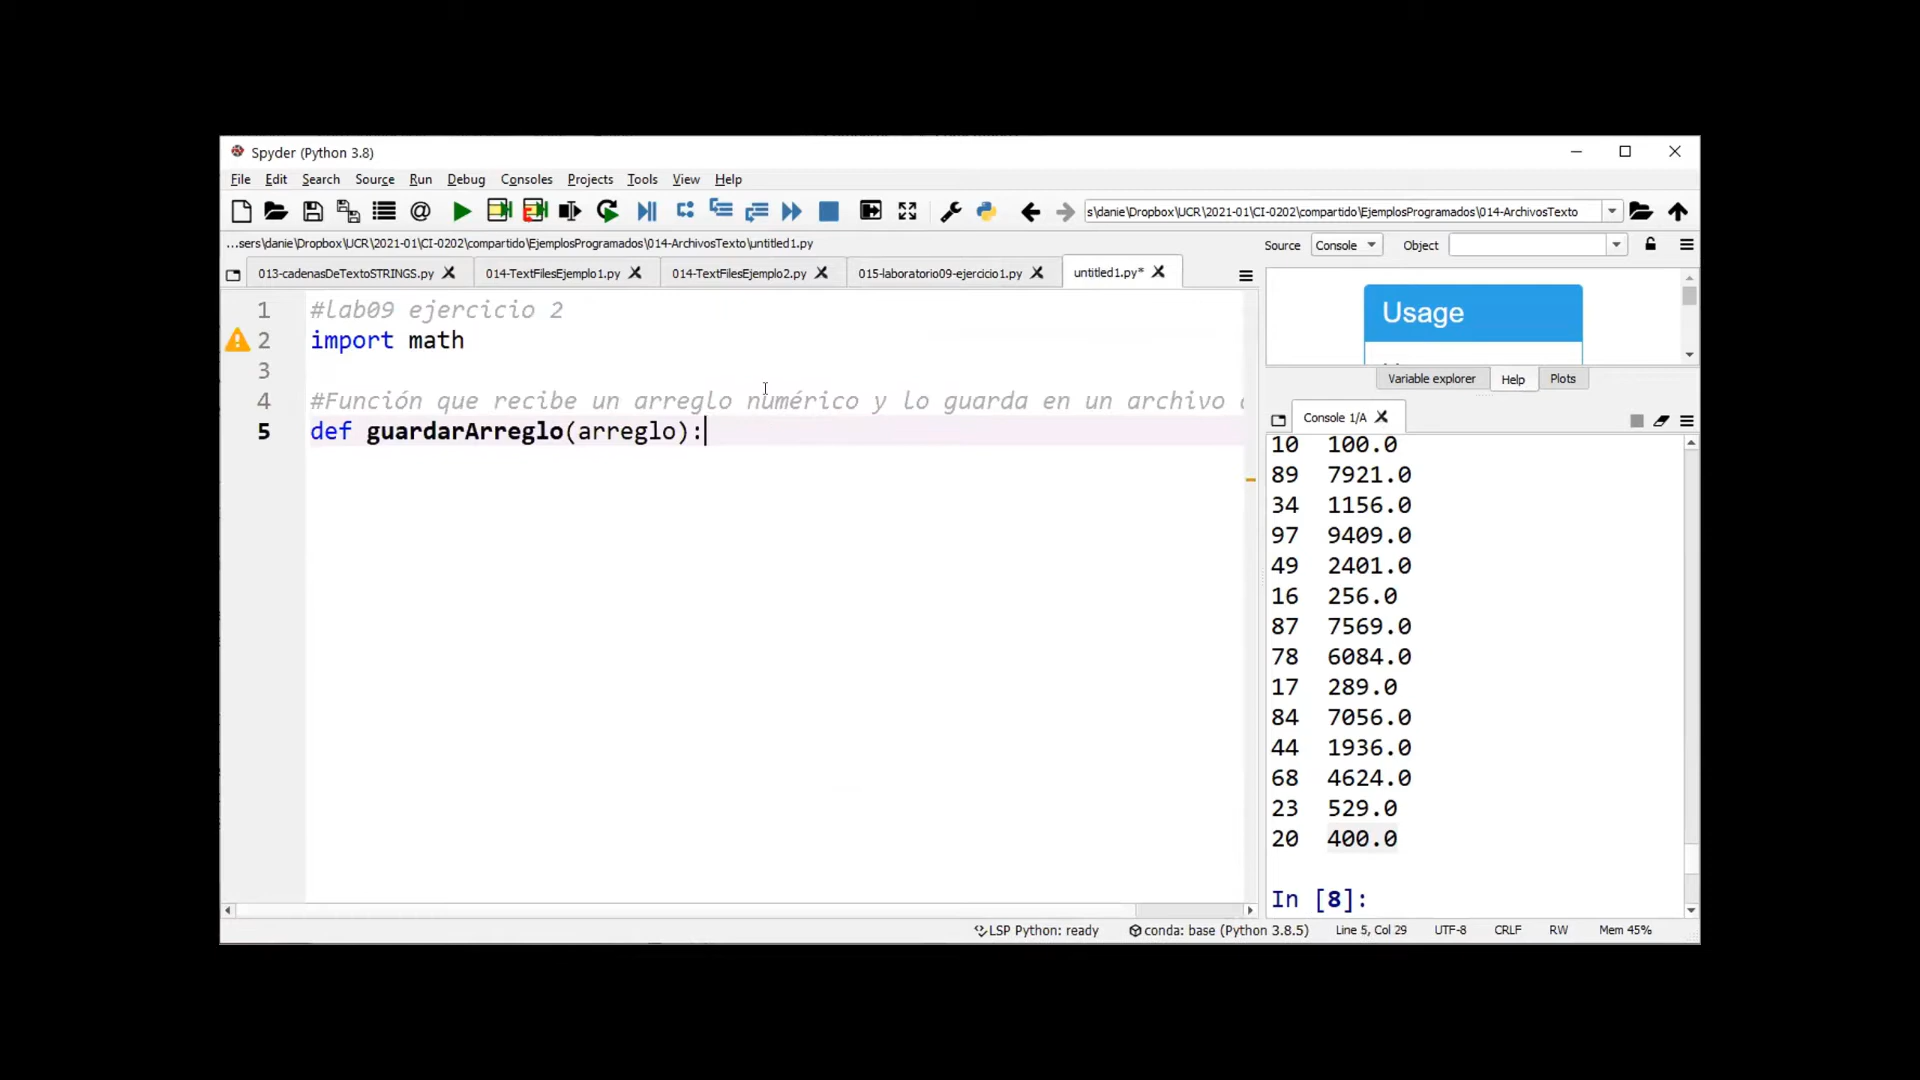 Spyder (Python 3.8)
File Edit Search Source Run Debug Consoles Projects Tools View Help
s\danie\Dropbox\UCR\2021-01\CI-0202\compartido\EjemplosProgramados\014-ArchivosTexto
...sers\danie\Dropbox\UCR\2021-01\CI-0202\compartido\EjemplosProgramados\014-ArchivosTexto\untitled1.py
Source Console Object
013-cadenasDeTextoSTRINGS.py 014-TextFilesEjemplo1.py 014-TextFilesEjemplo2.py 015-laboratorio09-ejercicio1.py untitled1.py*
1 #lab09 ejercicio 2
2 import math
3
4 #Función que recibe un arreglo numérico y lo guarda en un archivo
5 def guardarArreglo(arreglo):
Usage
Variable explorer Help Plots
Console 1/A
10 100.0
89 7921.0
34 1156.0
97 9409.0
49 2401.0
16 256.0
87 7569.0
78 6084.0
17 289.0
84 7056.0
44 1936.0
68 4624.0
23 529.0
20 400.0
In [8]:
LSP Python: ready conda: base (Python 3.8.5) Line 5, Col 29 UTF-8 CRLF RW Mem 45%